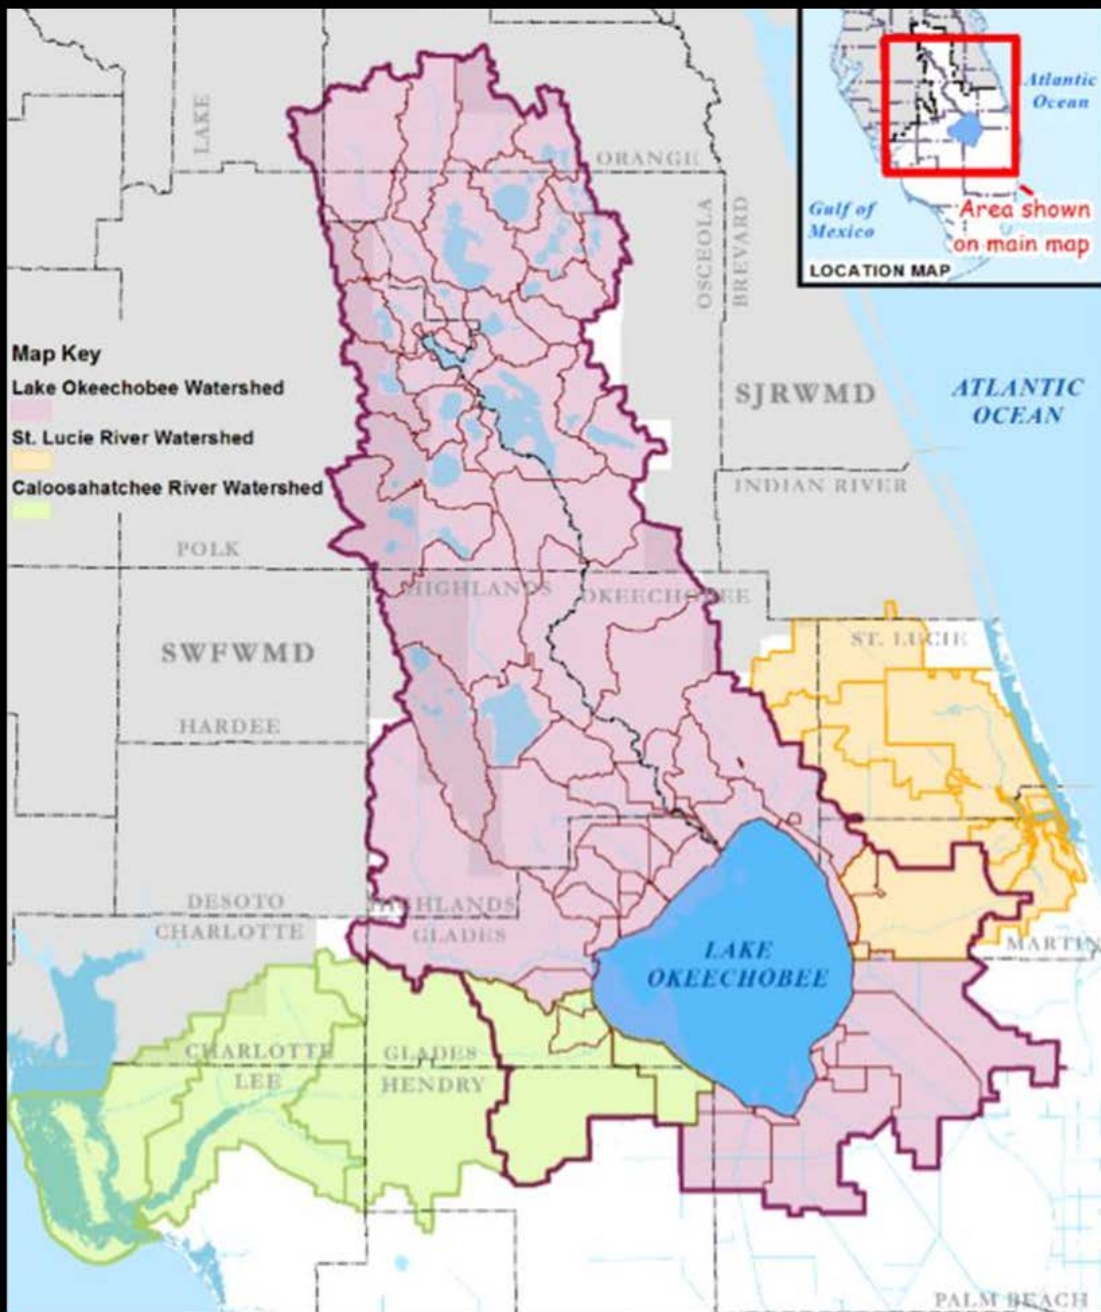 LAKE
ORANGE
OSCEOLA
BREVARD
Atlantic
Ocean
Gulf of
Mexico
Area shown
on main map
LOCATION MAP
Map Key
Lake Okeechobee Watershed
St. Lucie River Watershed
Caloosahatchee River Watershed
SJRWMD
ATLANTIC
OCEAN
INDIAN RIVER
POLK
HIGHLANDS
OKEECHOBEE
SWFWMD
ST. LUCIE
HARDEE
DESOTO
CHARLOTTE
HIGHLANDS
GLADES
LAKE
OKEECHOBEE
MARTIN
CHARLOTTE
LEE
GLADES
HENDRY
PALM BEACH